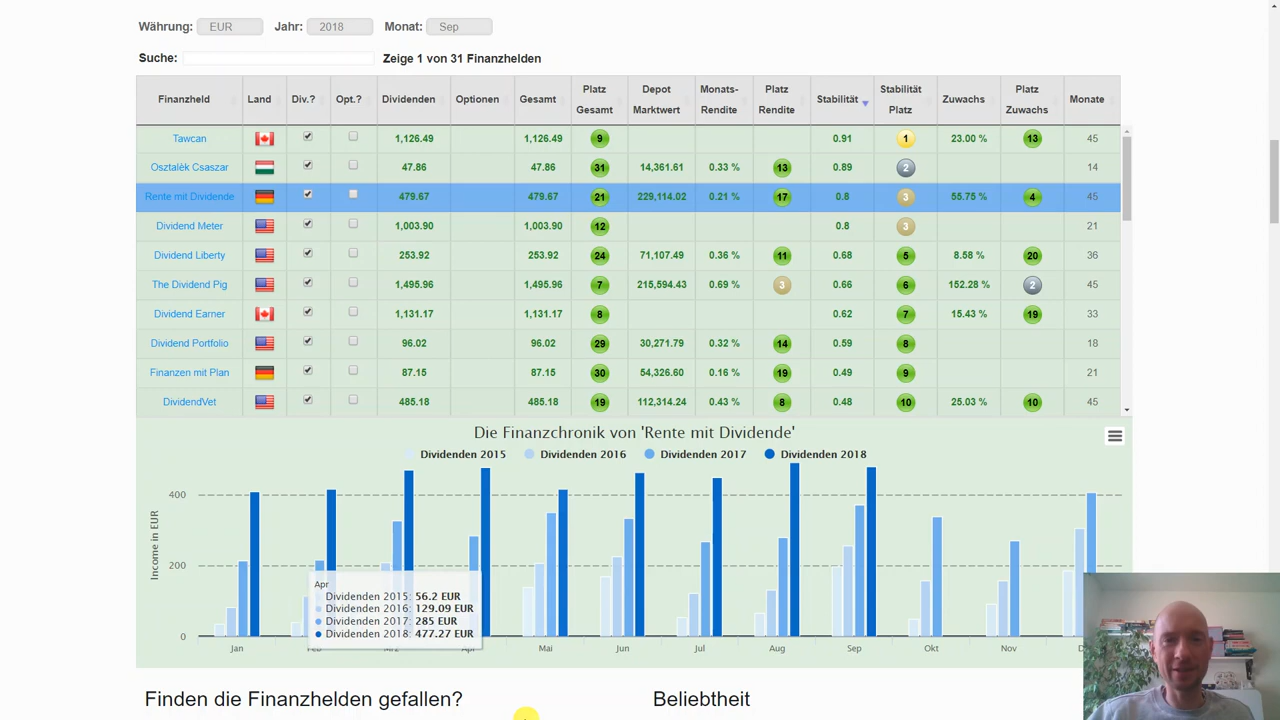 Währung: EUR Jahr: 2018 Monat: Sep
Suche: Zeige 1 von 31 Finanzhelden
Finanzheld Land Div.? Opt.? Dividenden Optionen Gesamt Platz Gesamt Depot Marktwert Monats-Rendite Platz Rendite Stabilität Stabilität Platz Zuwachs Platz Zuwachs Monate
Tawcan 1,126.49 1,126.49 9 0.91 1 23.00 % 13 45
Osztalèk Csaszar 47.86 47.86 31 14,361.61 0.33 % 13 0.89 2 14
Rente mit Dividende 479.67 479.67 21 229,114.02 0.21 % 17 0.8 3 55.75 % 4 45
Dividend Meter 1,003.90 1,003.90 12 0.8 3 21
Dividend Liberty 253.92 253.92 24 71,107.49 0.36 % 11 0.68 5 8.58 % 20 36
The Dividend Pig 1,495.96 1,495.96 7 215,594.43 0.69 % 3 0.66 6 152.28 % 2 45
Dividend Earner 1,131.17 1,131.17 8 0.62 7 15.43 % 19 33
Dividend Portfolio 96.02 96.02 29 30,271.79 0.32 % 14 0.59 8 18
Finanzen mit Plan 87.15 87.15 30 54,326.60 0.16 % 19 0.49 9 21
DividendVet 485.18 485.18 19 112,314.24 0.43 % 8 0.48 10 25.03 % 10 45
Die Finanzchronik von 'Rente mit Dividende'
Dividenden 2015 Dividenden 2016 Dividenden 2017 Dividenden 2018
Income in EUR
400
200
0
Apr
Dividenden 2015: 56.2 EUR
Dividenden 2016: 129.09 EUR
Dividenden 2017: 285 EUR
Dividenden 2018: 477.27 EUR
Jan Feb Mrz Apr Mai Jun Jul Aug Sep Okt Nov
Finden die Finanzhelden gefallen? Beliebtheit